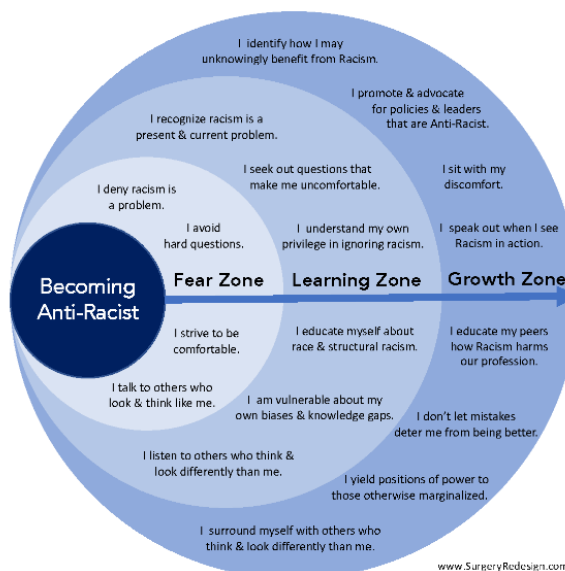 I identify how I may
unknowingly benefit from Racism.
I promote & advocate
for policies & leaders
that are Anti-Racist.
I recognize racism is a
present & current problem.
I seek out questions that
make me uncomfortable.
I sit with my
discomfort.
I deny racism is
a problem.
I avoid
hard questions.
I understand my own
privilege in ignoring racism.
I speak out when I see
Racism in action.
Becoming
Anti-Racist
Fear Zone
Learning Zone
Growth Zone
I strive to be
comfortable.
I educate myself about
race & structural racism.
I educate my peers
how Racism harms
our profession.
I talk to others who
look & think like me.
I am vulnerable about my
own biases & knowledge gaps.
I don't let mistakes
deter me from being better.
I listen to others who think &
look differently than me.
I yield positions of power to
those otherwise marginalized.
I surround myself with others who
think & look differently than me.
www.SurgeryRedesign.com